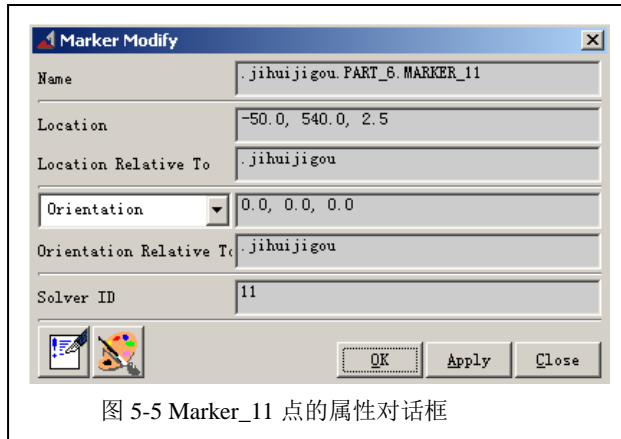 Marker Modify
Name .jihuijigou.PART_6.MARKER_11
Location -50.0, 540.0, 2.5
Location Relative To .jihuijigou
Orientation 0.0, 0.0, 0.0
Orientation Relative To .jihuijigou
Solver ID 11
OK Apply Close
图 5-5 Marker_11 点的属性对话框